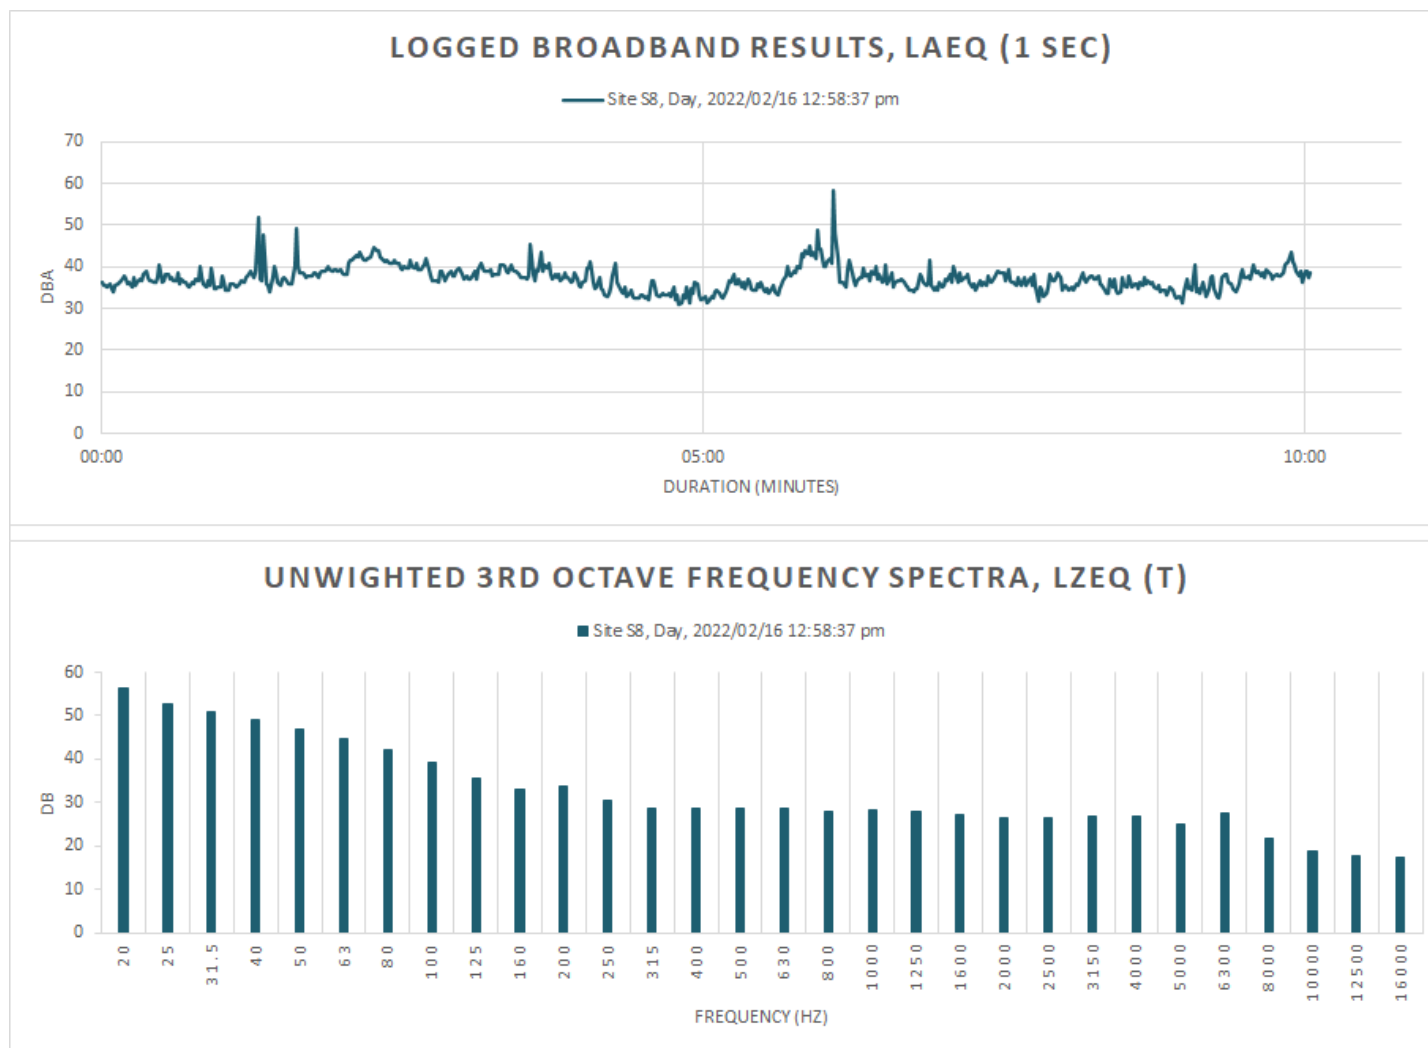 LOGGED BROADBAND RESULTS, LAEQ (1 SEC)
Site S8, Day, 2022/02/16 12:58:37 pm
70
60
50
40
30
20
10
0
DBA
00:00 05:00 10:00
DURATION (MINUTES)
UNWIGHTED 3RD OCTAVE FREQUENCY SPECTRA, LZEQ (T)
Site S8, Day, 2022/02/16 12:58:37 pm
60
50
40
30
20
10
0
DB
20 25 31.5 40 50 63 80 100 125 160 200 250 315 400 500 630 800 1000 1250 1600 2000 2500 3150 4000 5000 6300 8000 10000 12500 16000
FREQUENCY (HZ)